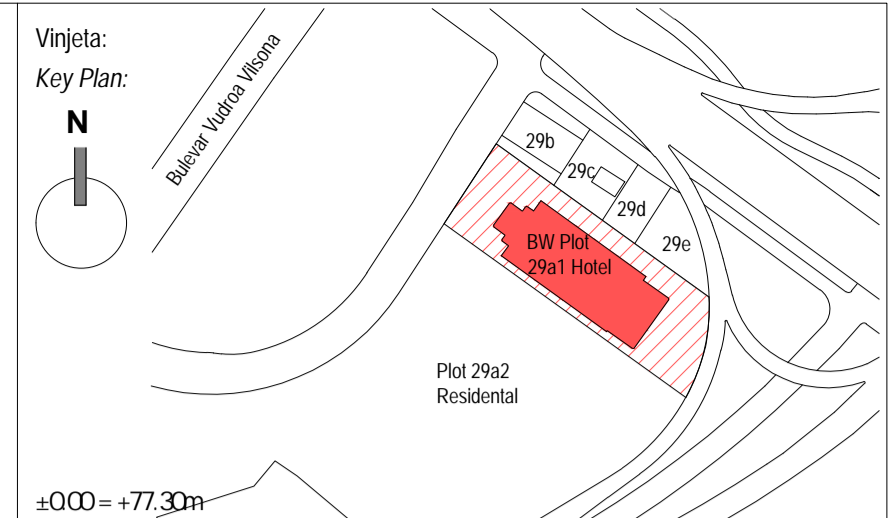 Vinjeta:
Key Plan:
N
Bulevar Vudroa Vilsona
29b
29c
29d
29e
BW Plot
29a1 Hotel
Plot 29a2
Residental
±0.00 = +77.30m